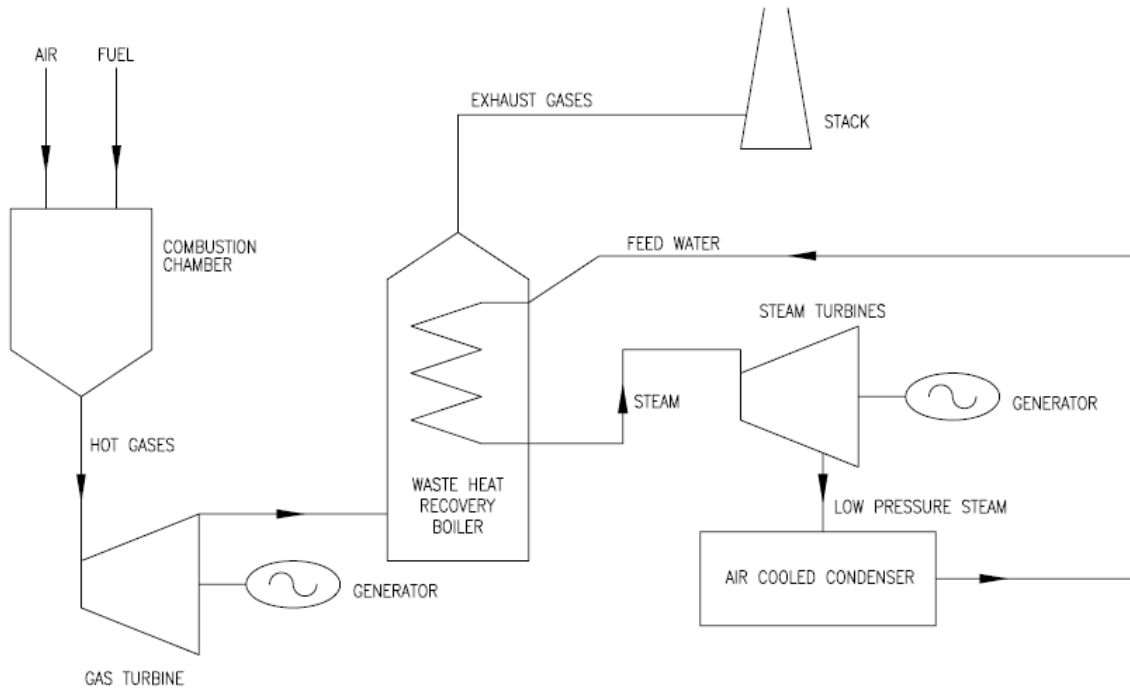 AIR
FUEL
EXHAUST GASES
STACK
COMBUSTION
CHAMBER
FEED WATER
STEAM TURBINES
STEAM
GENERATOR
HOT GASES
WASTE HEAT
RECOVERY
BOILER
LOW PRESSURE STEAM
AIR COOLED CONDENSER
GENERATOR
GAS TURBINE